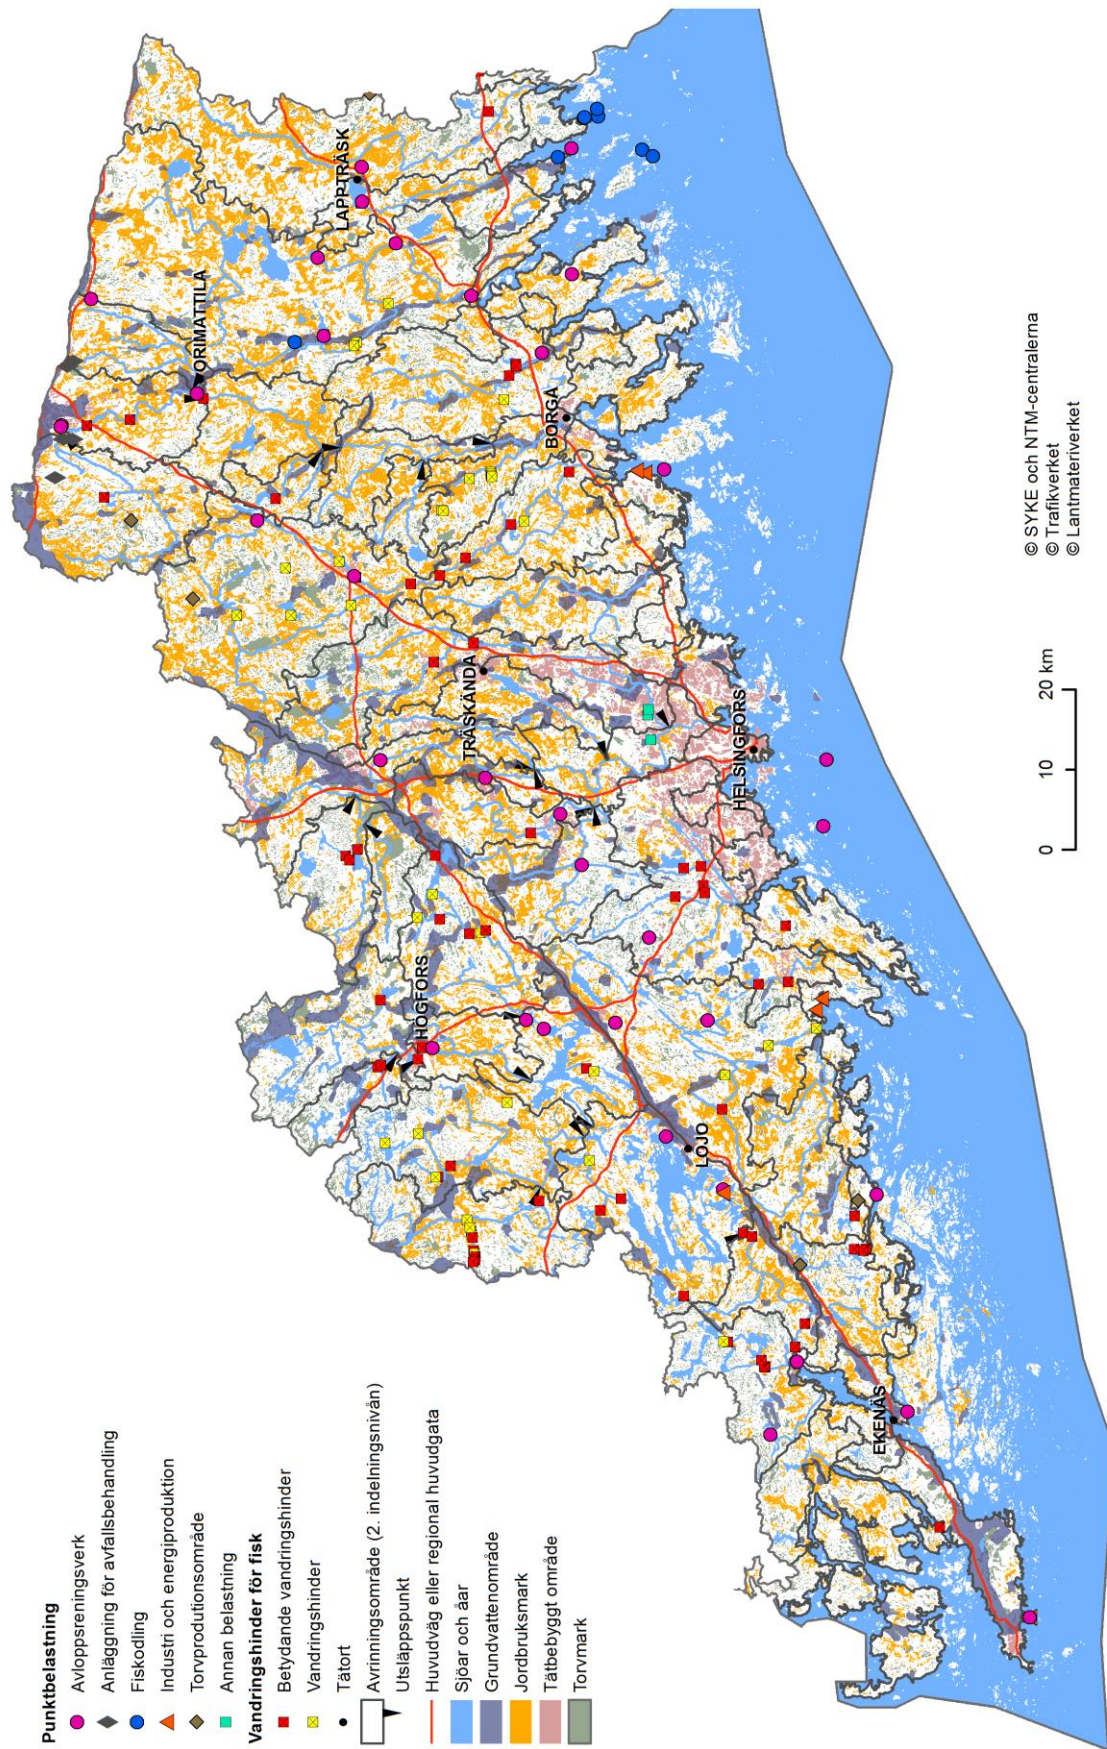 Punktbelastning
Avloppsreningsverk
Anläggning för avfallsbehandling
Fiskodling
Industri och energiproduktion
Torvprodutionsområde
Annan belastning
Vandringshinder för fisk
Betydande vandringshinder
Vandringshinder
Tätort
Avrinningsområde (2. indelningsnivån)
Utsläppspunkt
Huvudväg eller regional huvudgata
Sjöar och åar
Grundvattenområde
Jordbruksmark
Tätbebyggt område
Torvmark
ORIMATTILA
LAPPTRÄSK
HÖGFORS
TRÄSKÄNDA
BORGÅ
LOJO
HELSINGFORS
EKENÄS
0 10 20 km
© SYKE och NTM-centralerna
© Trafikverket
© Lantmateriverket